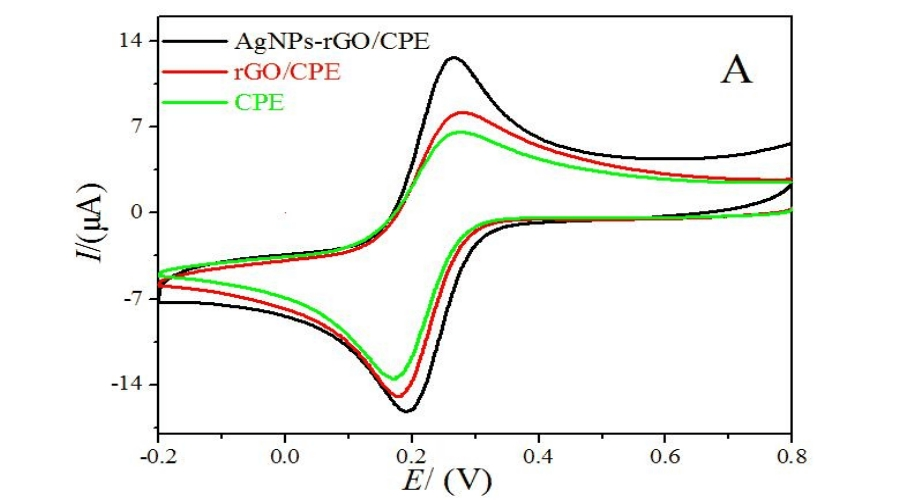 AgNPs-rGO/CPE
rGO/CPE
CPE
A
14
7
0
-7
-14
I/(µA)
-0.2 0.0 0.2 0.4 0.6 0.8
E/ (V)